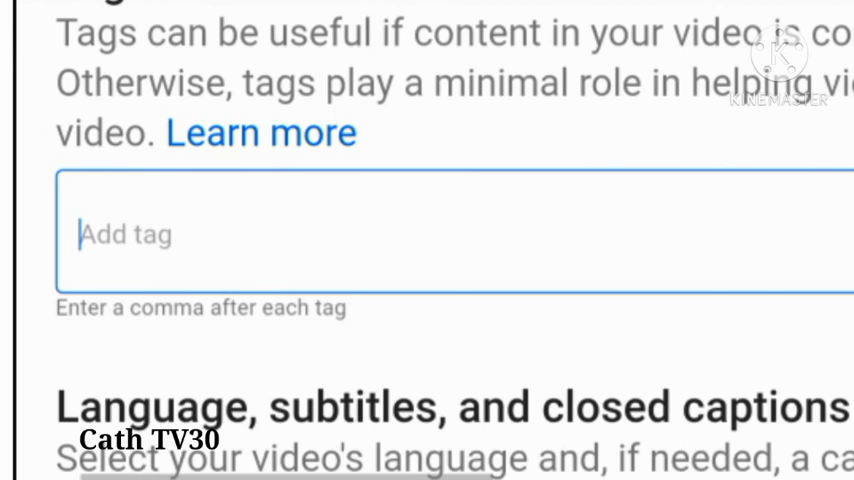 Tags can be useful if content in your video is co
Otherwise, tags play a minimal role in helping vi
video. Learn more
KINEMASTER
Add tag
Enter a comma after each tag
Language, subtitles, and closed captions
Cath TV30
Select your video's language and, if needed, a ca